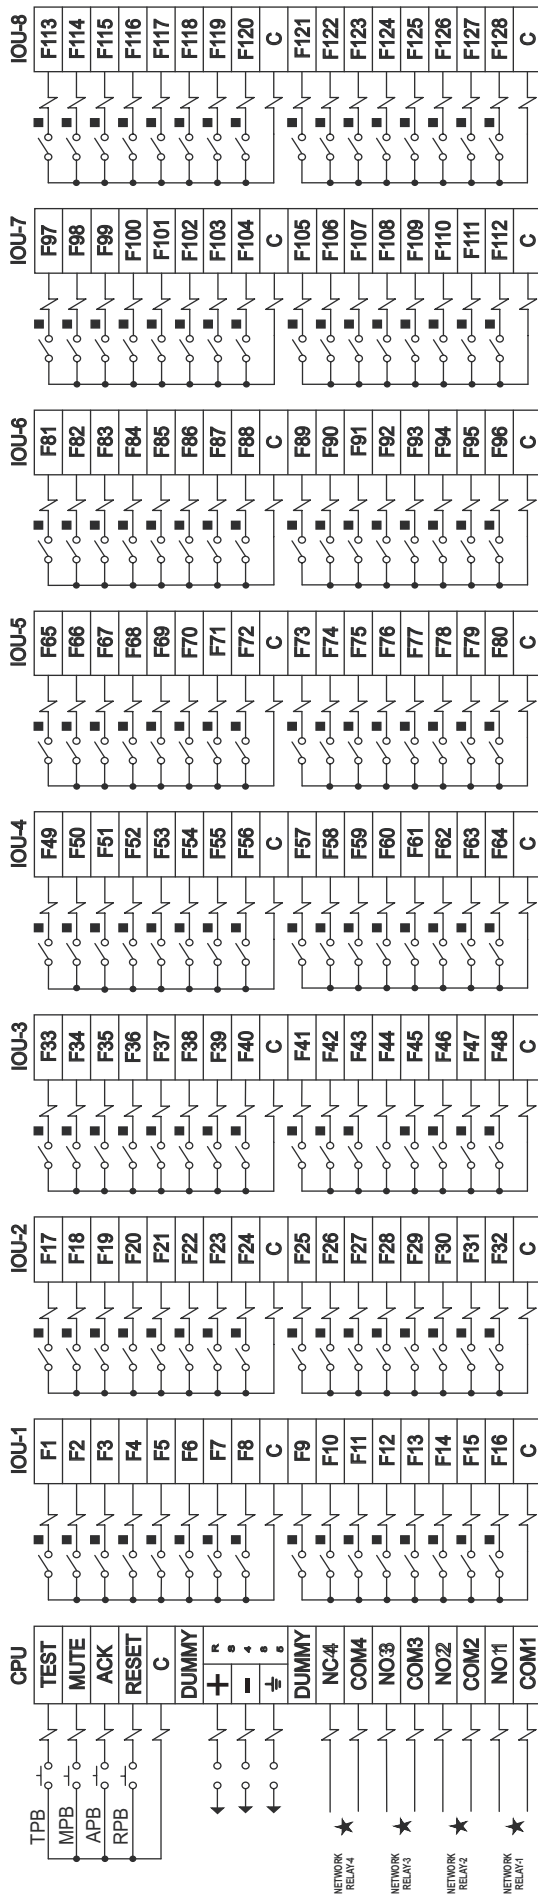 CPU
TPB
MPB
APB
RPB
TEST
MUTE
ACK
RESET
C
DUMMY
+
-
RS485
DUMMY
NC4
COM4
NO3
COM3
NO2
COM2
NO1
COM1
NETWORK
RELAY-4
NETWORK
RELAY-3
NETWORK
RELAY-2
NETWORK
RELAY-1
IOU-1
F1
F2
F3
F4
F5
F6
F7
F8
C
F9
F10
F11
F12
F13
F14
F15
F16
C
IOU-2
F17
F18
F19
F20
F21
F22
F23
F24
C
F25
F26
F27
F28
F29
F30
F31
F32
C
IOU-3
F33
F34
F35
F36
F37
F38
F39
F40
C
F41
F42
F43
F44
F45
F46
F47
F48
C
IOU-4
F49
F50
F51
F52
F53
F54
F55
F56
C
F57
F58
F59
F60
F61
F62
F63
F64
C
IOU-5
F65
F66
F67
F68
F69
F70
F71
F72
C
F73
F74
F75
F76
F77
F78
F79
F80
C
IOU-6
F81
F82
F83
F84
F85
F86
F87
F88
C
F89
F90
F91
F92
F93
F94
F95
F96
C
IOU-7
F97
F98
F99
F100
F101
F102
F103
F104
C
F105
F106
F107
F108
F109
F110
F111
F112
C
IOU-8
F113
F114
F115
F116
F117
F118
F119
F120
C
F121
F122
F123
F124
F125
F126
F127
F128
C